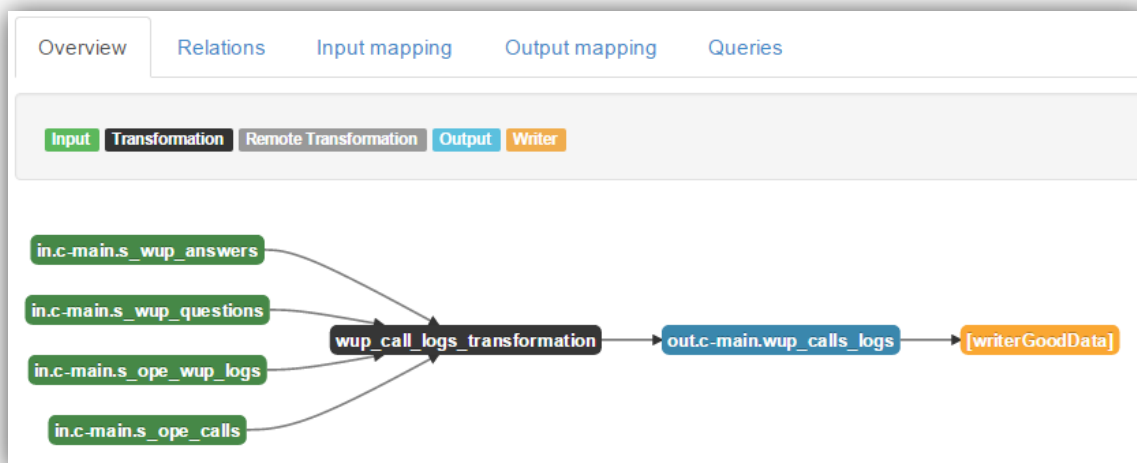 Overview Relations Input mapping Output mapping Queries
Input Transformation Remote Transformation Output Writer
in.c-main.s_wup_answers
in.c-main.s_wup_questions
wup_call_logs_transformation out.c-main.wup_calls_logs [writerGoodData]
in.c-main.s_ope_wup_logs
in.c-main.s_ope_calls